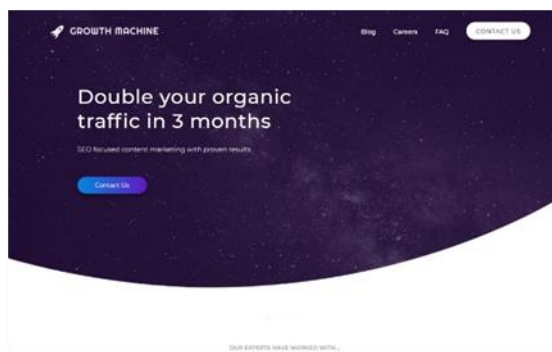 GROWTH MACHINE
Blog Careers FAQ CONTACT US
Double your organic
traffic in 3 months
SEO focused content marketing with proven results
Contact Us
OUR EXPERTS HAVE WORKED WITH...